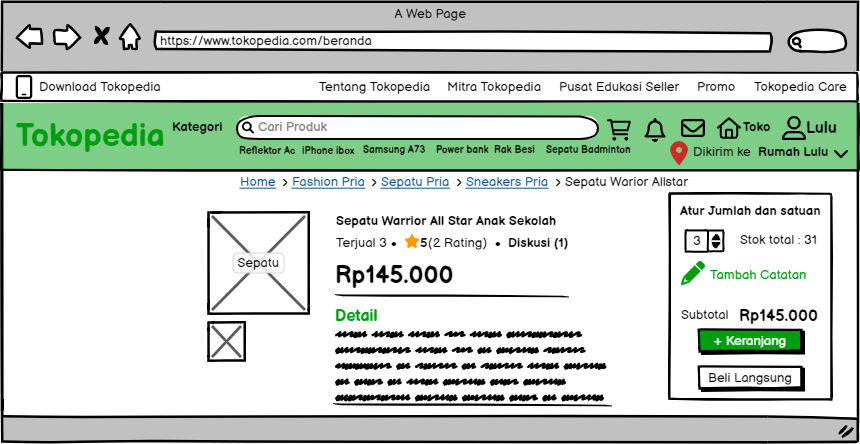 A Web Page
https://www.tokopedia.com/beranda
Download Tokopedia Tentang Tokopedia Mitra Tokopedia Pusat Edukasi Seller Promo Tokopedia Care
Tokopedia Kategori Cari Produk Toko Lulu
Reflektor Ac iPhone ibox Samsung A73 Power bank Rak Besi Sepatu Badminton
Dikirim ke Rumah Lulu
Home > Fashion Pria > Sepatu Pria > Sneakers Pria > Sepatu Warior Allstar
Sepatu
Sepatu Warrior All Star Anak Sekolah
Terjual 3 • 5 (2 Rating) • Diskusi (1)
Rp145.000
Detail
Atur Jumlah dan satuan
3 Stok total : 31
Tambah Catatan
Subtotal Rp145.000
+ Keranjang
Beli Langsung